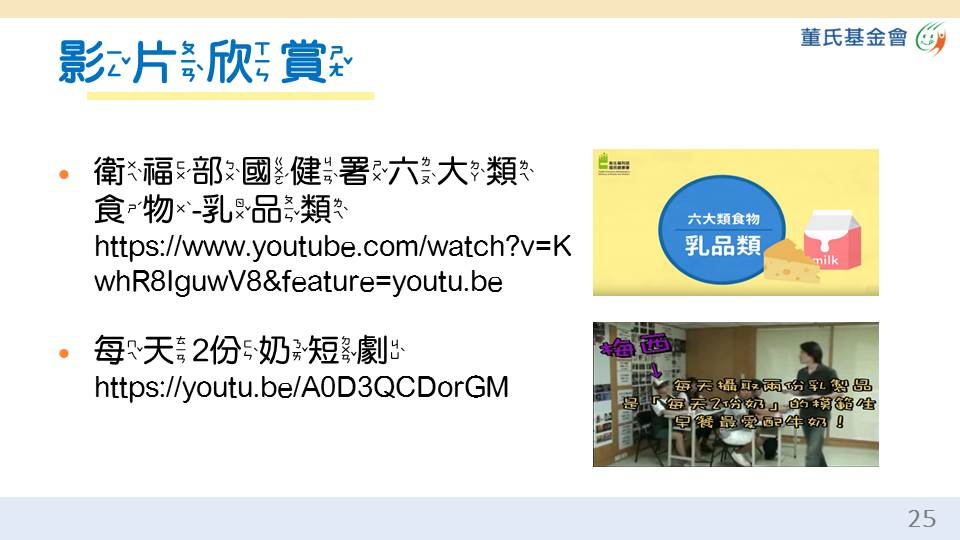 董氏基金會
影片欣賞
衛福部國健署六大類
食物-乳品類
https://www.youtube.com/watch?v=K
whR8IguwV8&feature=youtu.be
六大類食物
乳品類
milk
每天2份奶短劇
https://youtu.be/A0D3QCDorGM
梅西
每天攝取兩份乳製品
是「每天2份奶」的模範生
早餐最愛配牛奶！
25